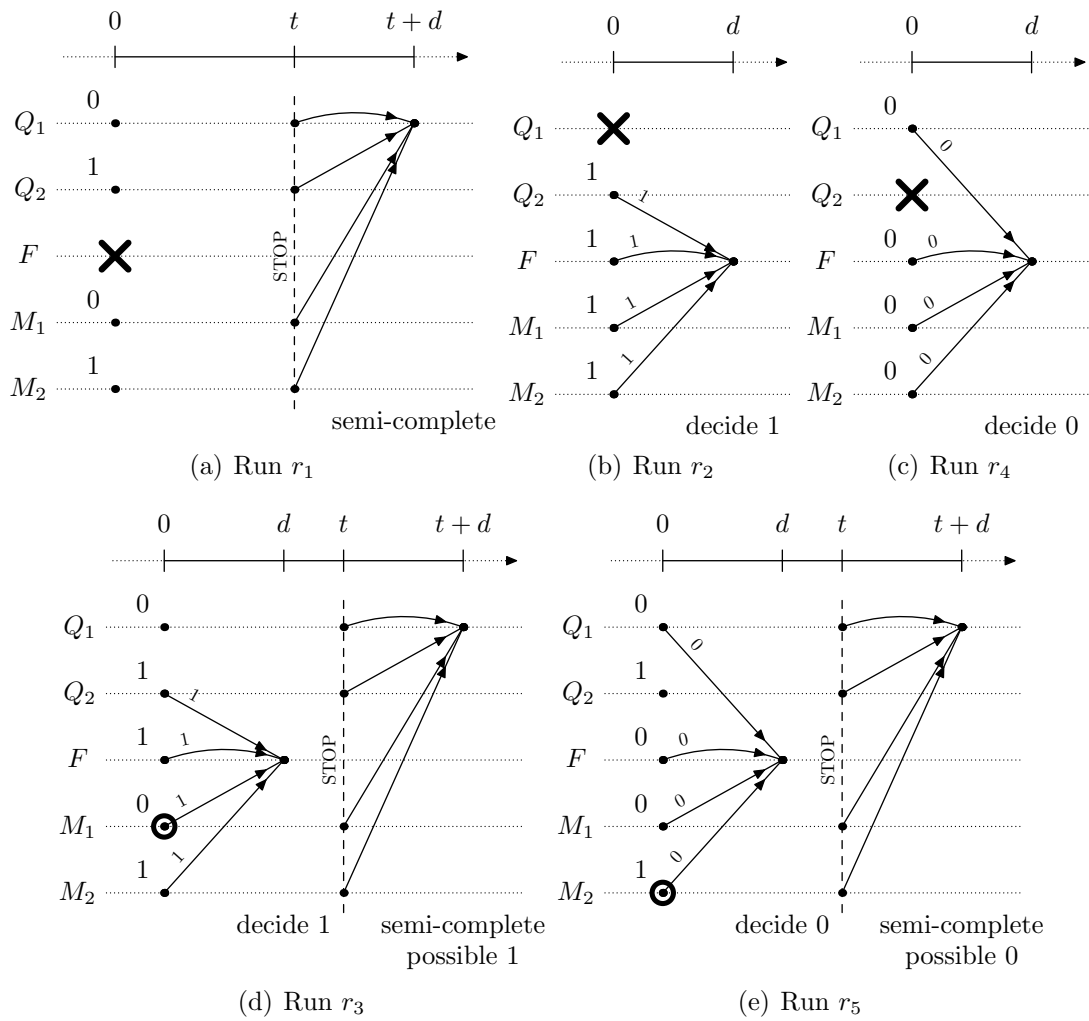 0 t t + d
0
Q1
1
Q2
F
STOP
0
M1
1
M2
semi-complete
(a) Run r1
0 d
Q1
1
Q2
1
1
F
1
1
M1
1
1
M2
1
decide 1
(b) Run r2
0 d
0
Q1
0
Q2
0
F
0
0
M1
0
0
M2
0
decide 0
(c) Run r4
0 d t t + d
0
Q1
1
Q2
1
1
F
1
STOP
0
M1
1
1
M2
1
decide 1
semi-complete
possible 1
(d) Run r3
0 d t t + d
0
Q1
0
1
Q2
0
F
0
STOP
0
M1
0
1
M2
0
decide 0
semi-complete
possible 0
(e) Run r5